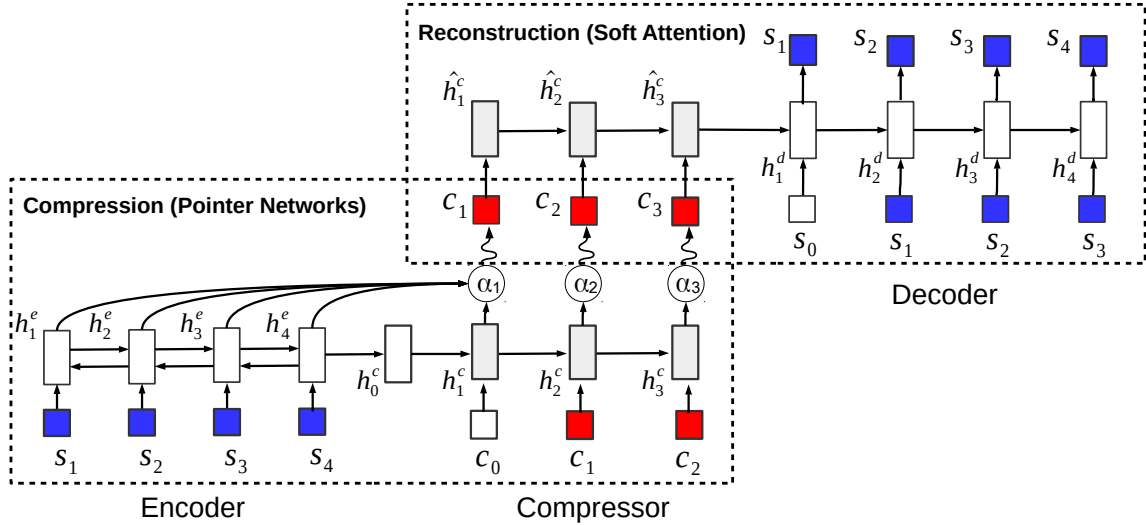 Reconstruction (Soft Attention)
s₁ s₂ s₃ s₄
ĥ₁ᶜ ĥ₂ᶜ ĥ₃ᶜ
h₁ᵈ h₂ᵈ h₃ᵈ h₄ᵈ
Compression (Pointer Networks)
c₁ c₂ c₃
s₀ s₁ s₂ s₃
α₁ α₂ α₃
Decoder
h₁ᵉ h₂ᵉ h₃ᵉ h₄ᵉ
h₀ᶜ h₁ᶜ h₂ᶜ h₃ᶜ
s₁ s₂ s₃ s₄ c₀ c₁ c₂
Encoder Compressor